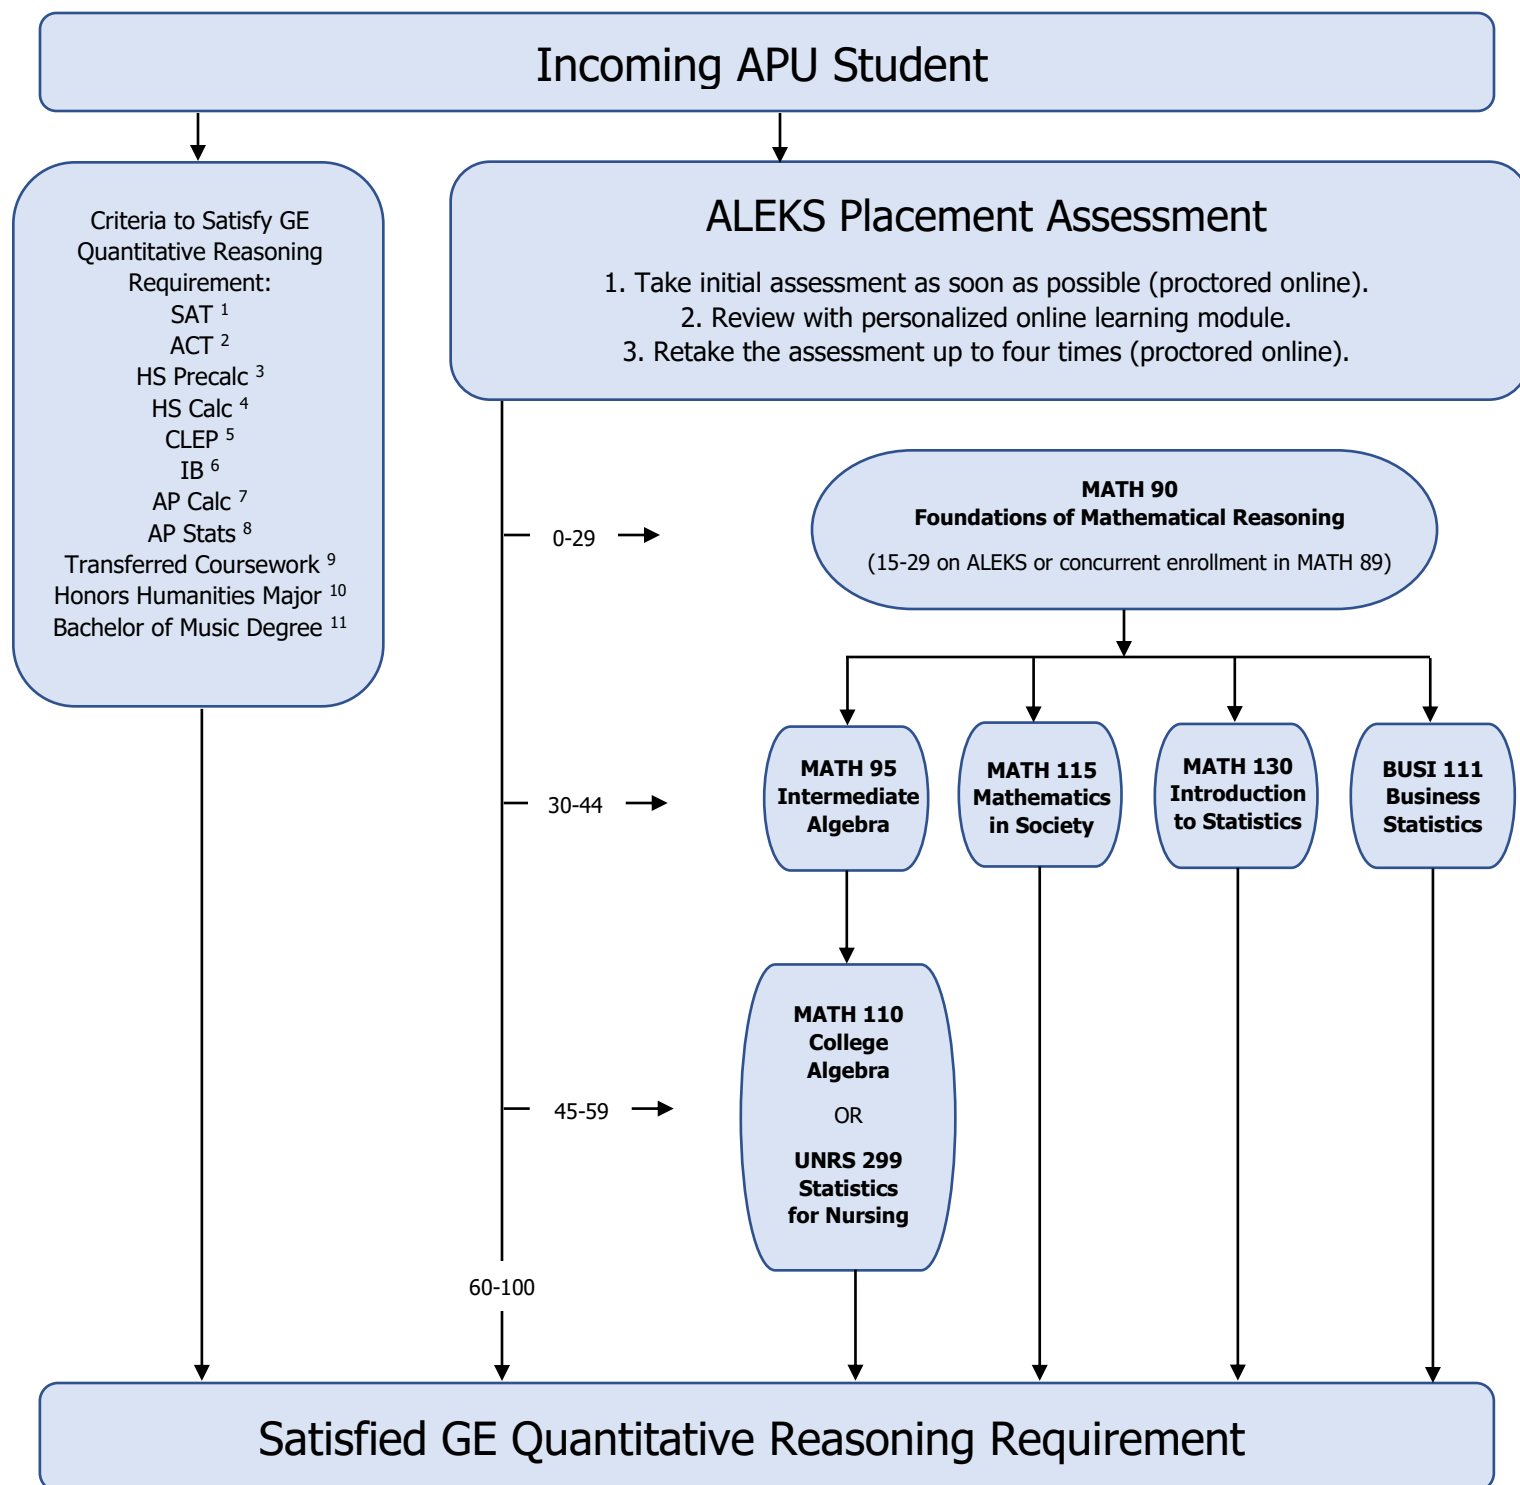 Incoming APU Student
Criteria to Satisfy GE
Quantitative Reasoning
Requirement:
SAT 1
ACT 2
HS Precalc 3
HS Calc 4
CLEP 5
IB 6
AP Calc 7
AP Stats 8
Transferred Coursework 9
Honors Humanities Major 10
Bachelor of Music Degree 11
ALEKS Placement Assessment
1. Take initial assessment as soon as possible (proctored online).
2. Review with personalized online learning module.
3. Retake the assessment up to four times (proctored online).
0-29
MATH 90
Foundations of Mathematical Reasoning
(15-29 on ALEKS or concurrent enrollment in MATH 89)
30-44
MATH 95
Intermediate
Algebra
MATH 115
Mathematics
in Society
MATH 130
Introduction
to Statistics
BUSI 111
Business
Statistics
45-59
MATH 110
College
Algebra
OR
UNRS 299
Statistics
for Nursing
60-100
Satisfied GE Quantitative Reasoning Requirement